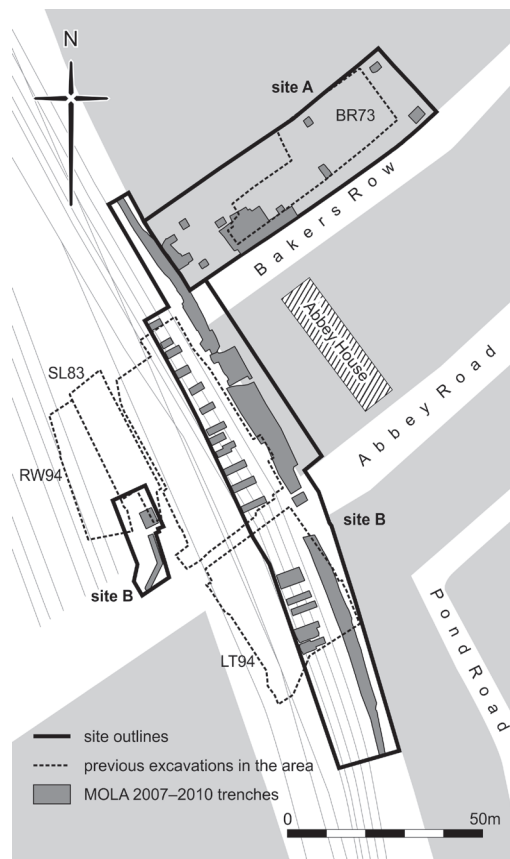 N
site A
BR73
Bakers Row
Abbey House
SL83
Abbey Road
RW94
site B
site B
Pond Road
LT94
site outlines
previous excavations in the area
MOLA 2007–2010 trenches
0 50m